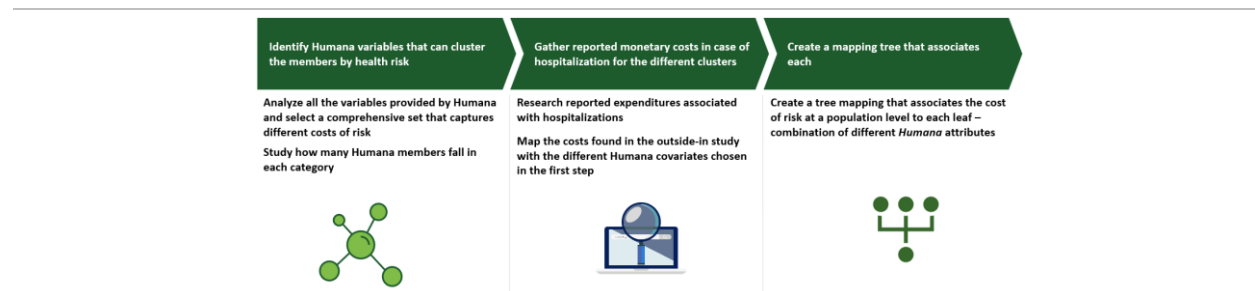 Identify Humana variables that can cluster
the members by health risk
Gather reported monetary costs in case of
hospitalization for the different clusters
Create a mapping tree that associates
each
Analyze all the variables provided by Humana
and select a comprehensive set that captures
different costs of risk
Study how many Humana members fall in
each category
Research reported expenditures associated
with hospitalizations
Map the costs found in the outside-in study
with the different Humana covariates chosen
in the first step
Create a tree mapping that associates the cost
of risk at a population level to each leaf –
combination of different Humana attributes